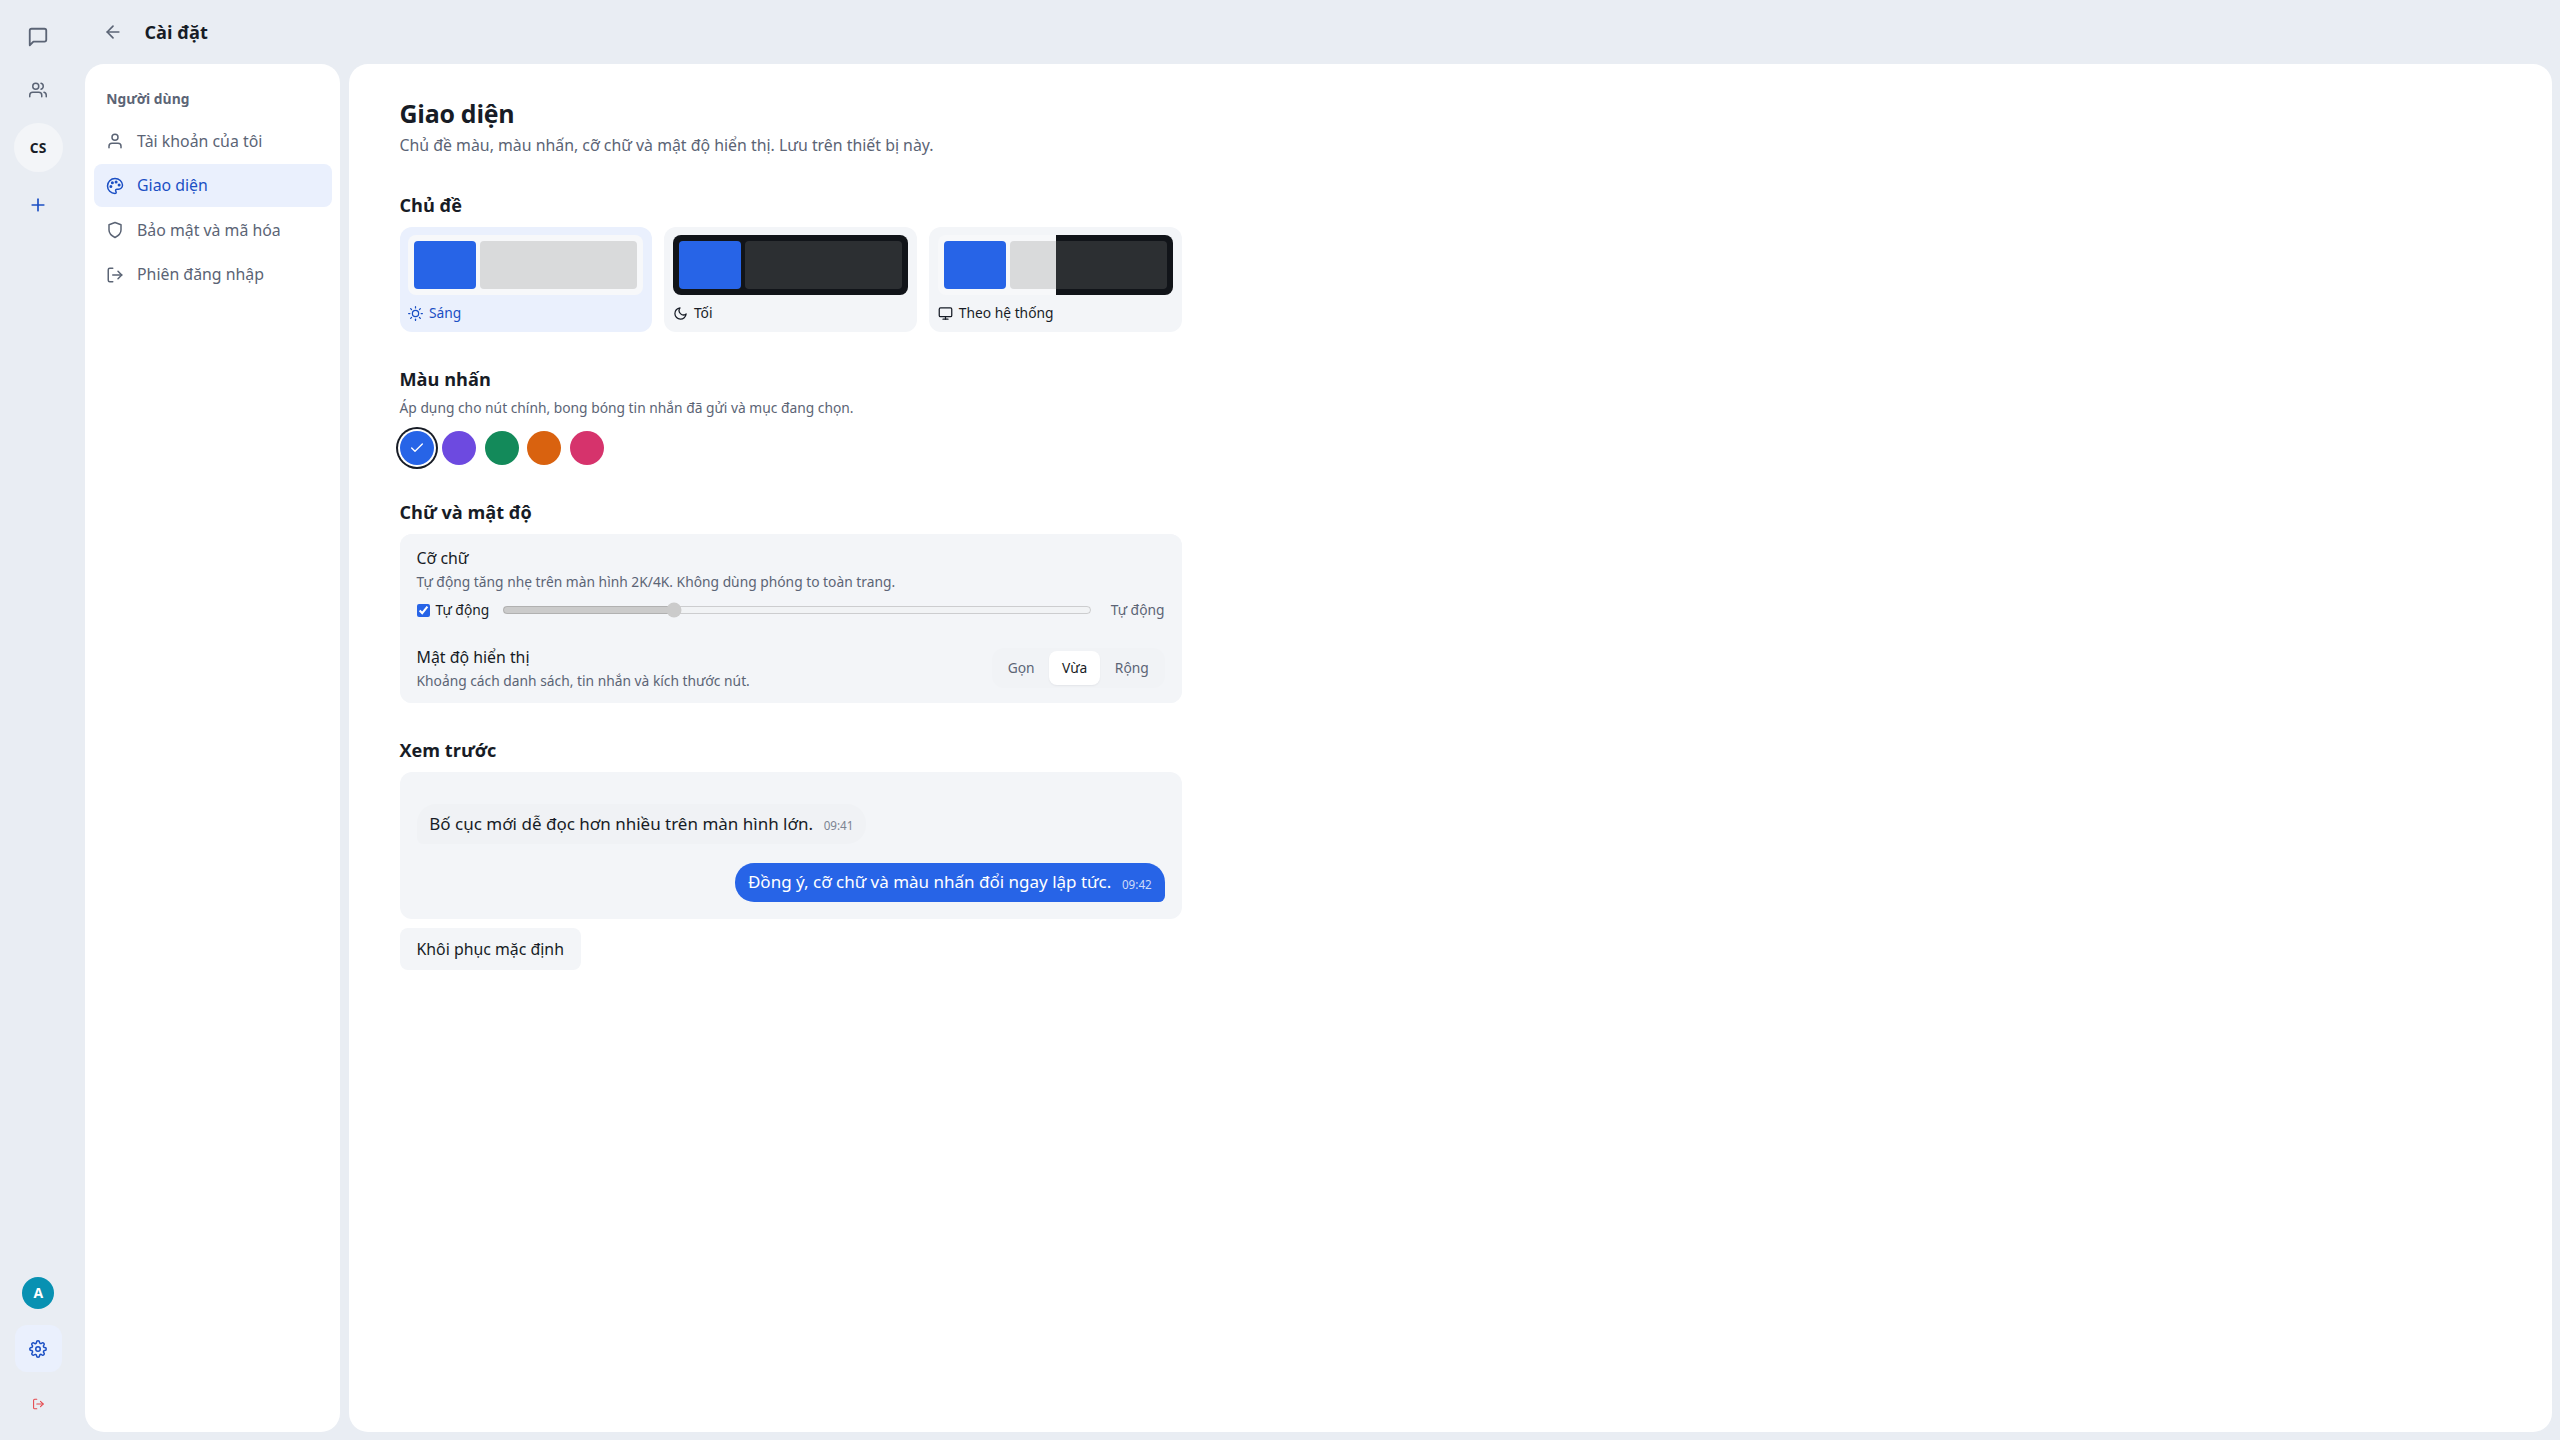 Cài đặt
CS
Người dùng
Tài khoản của tôi
Giao diện
Bảo mật và mã hóa
Phiên đăng nhập
Giao diện
Chủ đề màu, màu nhấn, cỡ chữ và mật độ hiển thị. Lưu trên thiết bị này.
Chủ đề
Sáng
Tối
Theo hệ thống
Màu nhấn
Áp dụng cho nút chính, bong bóng tin nhắn đã gửi và mục đang chọn.
Chữ và mật độ
Cỡ chữ
Tự động tăng nhẹ trên màn hình 2K/4K. Không dùng phóng to toàn trang.
Tự động
Tự động
Mật độ hiển thị
Khoảng cách danh sách, tin nhắn và kích thước nút.
Gọn
Vừa
Rộng
Xem trước
Bố cục mới dễ đọc hơn nhiều trên màn hình lớn. 09:41
Đồng ý, cỡ chữ và màu nhấn đổi ngay lập tức. 09:42
Khôi phục mặc định
A